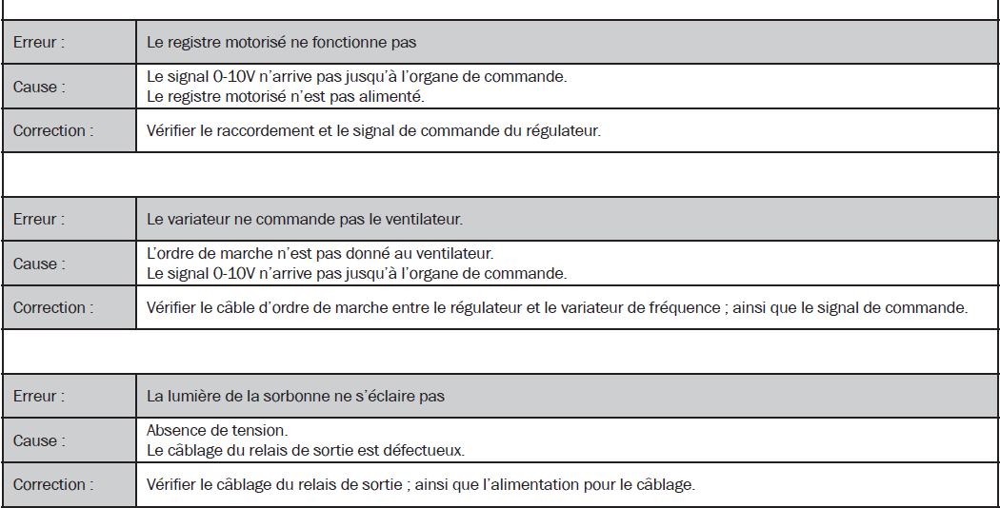 Erreur : Le registre motorisé ne fonctionne pas
Cause : Le signal 0-10V n’arrive pas jusqu’à l’organe de commande.
Le registre motorisé n’est pas alimenté.
Correction : Vérifier le raccordement et le signal de commande du régulateur.
Erreur : Le variateur ne commande pas le ventilateur.
Cause : L’ordre de marche n’est pas donné au ventilateur.
Le signal 0-10V n’arrive pas jusqu’à l’organe de commande.
Correction : Vérifier le câble d’ordre de marche entre le régulateur et le variateur de fréquence ; ainsi que le signal de commande.
Erreur : La lumière de la sorbonne ne s’éclaire pas
Cause : Absence de tension.
Le câblage du relais de sortie est défectueux.
Correction : Vérifier le câblage du relais de sortie ; ainsi que l’alimentation pour le câblage.